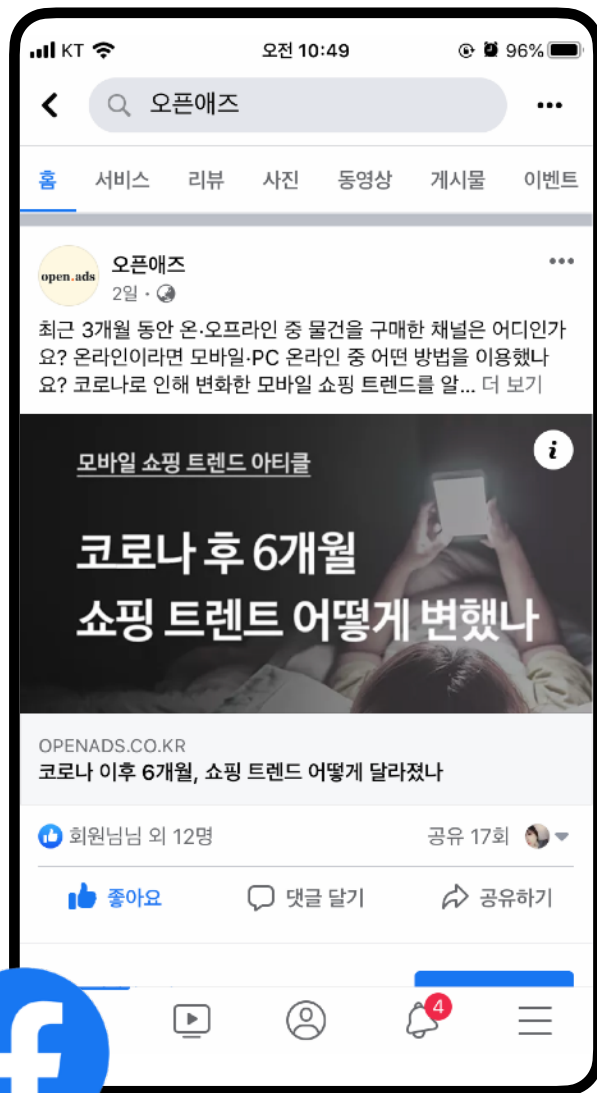 KT 오전 10:49 96%
오픈애즈
홈 서비스 리뷰 사진 동영상 게시물 이벤트
open.ads
오픈애즈
2일 ·
최근 3개월 동안 온·오프라인 중 물건을 구매한 채널은 어디인가
요? 온라인이라면 모바일·PC 온라인 중 어떤 방법을 이용했나
요? 코로나로 인해 변화한 모바일 쇼핑 트렌드를 알... 더 보기
모바일 쇼핑 트렌드 아티클
i
코로나 후 6개월
쇼핑 트렌트 어떻게 변했나
OPENADS.CO.KR
코로나 이후 6개월, 쇼핑 트렌드 어떻게 달라졌나
회원님님 외 12명 공유 17회
좋아요 댓글 달기 공유하기
4
f